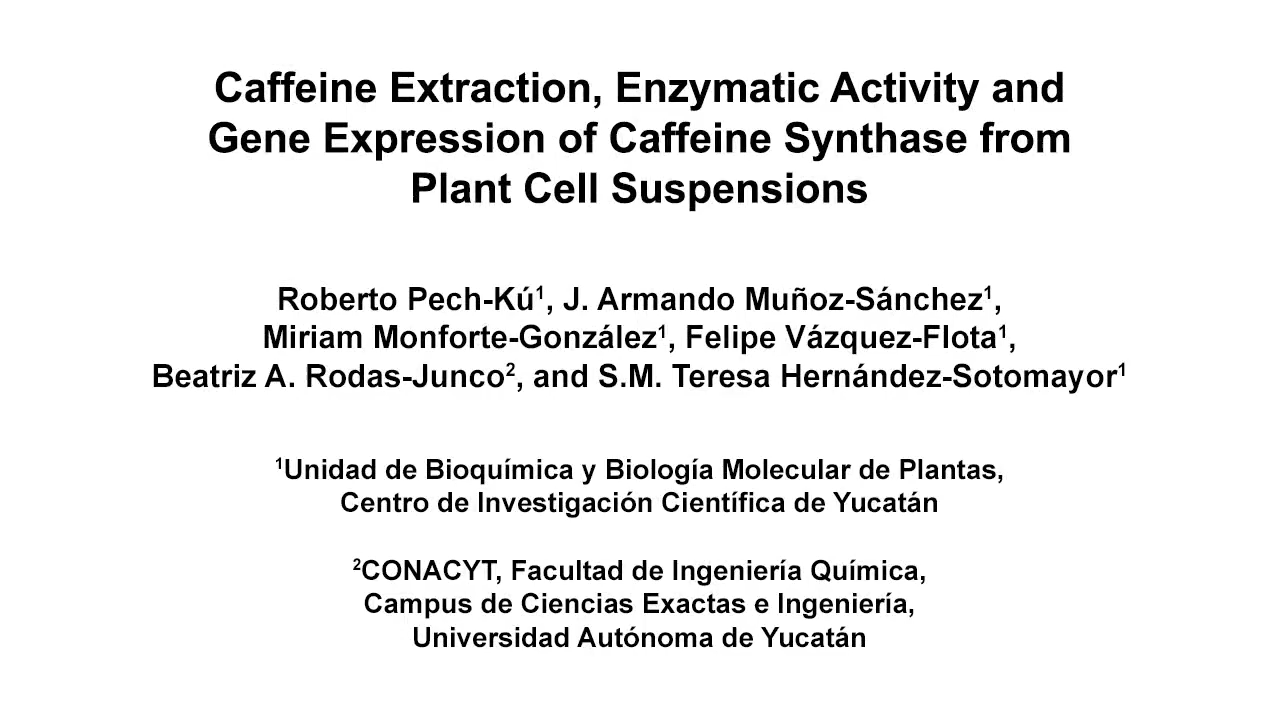 Caffeine Extraction, Enzymatic Activity and
Gene Expression of Caffeine Synthase from
Plant Cell Suspensions
Roberto Pech-Kú¹, J. Armando Muñoz-Sánchez¹,
Miriam Monforte-González¹, Felipe Vázquez-Flota¹,
Beatriz A. Rodas-Junco², and S.M. Teresa Hernández-Sotomayor¹
¹Unidad de Bioquímica y Biología Molecular de Plantas,
Centro de Investigación Científica de Yucatán
²CONACYT, Facultad de Ingeniería Química,
Campus de Ciencias Exactas e Ingeniería,
Universidad Autónoma de Yucatán